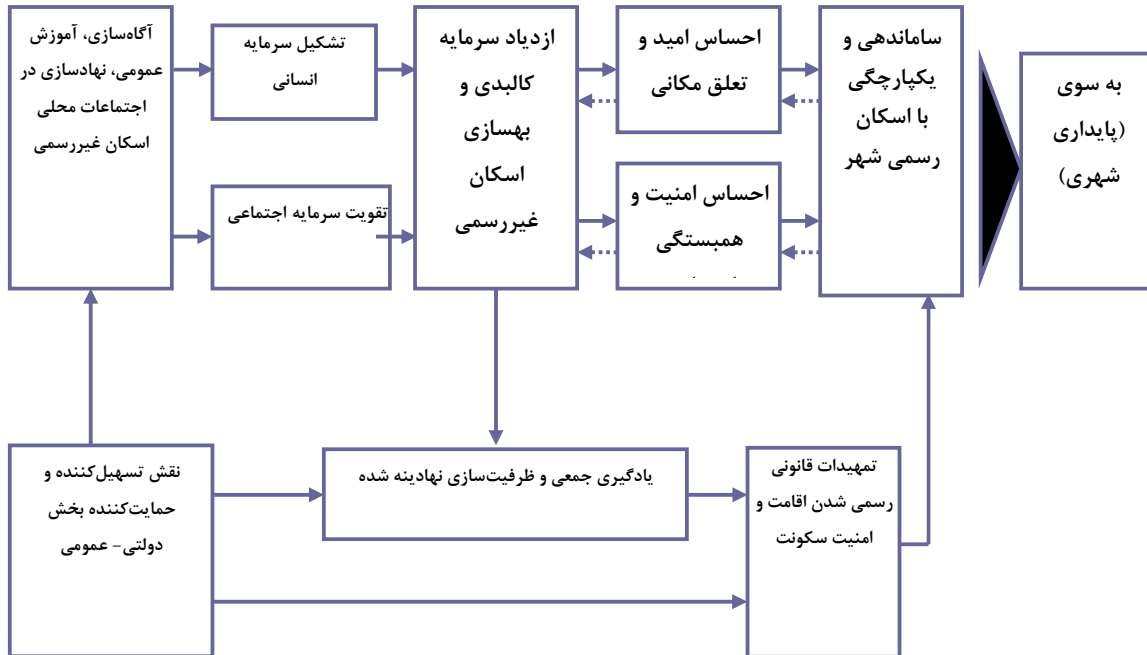 آگاه‌سازی، آموزش
عمومی، نهادسازی در
اجتماعات محلی
اسکان غیررسمی
تشکیل سرمایه
انسانی
تقویت سرمایه اجتماعی
ازدیاد سرمایه
کالبدی و
بهسازی
اسکان
غیررسمی
احساس امید و
تعلق مکانی
احساس امنیت و
همبستگی
ساماندهی و
یکپارچگی
با اسکان
رسمی شهر
به سوی
(پایداری
شهری)
نقش تسهیل‌کننده و
حمایت‌کننده بخش
دولتی- عمومی
یادگیری جمعی و ظرفیت‌سازی نهادینه شده
تمهیدات قانونی
رسمی شدن اقامت و
امنیت سکونت